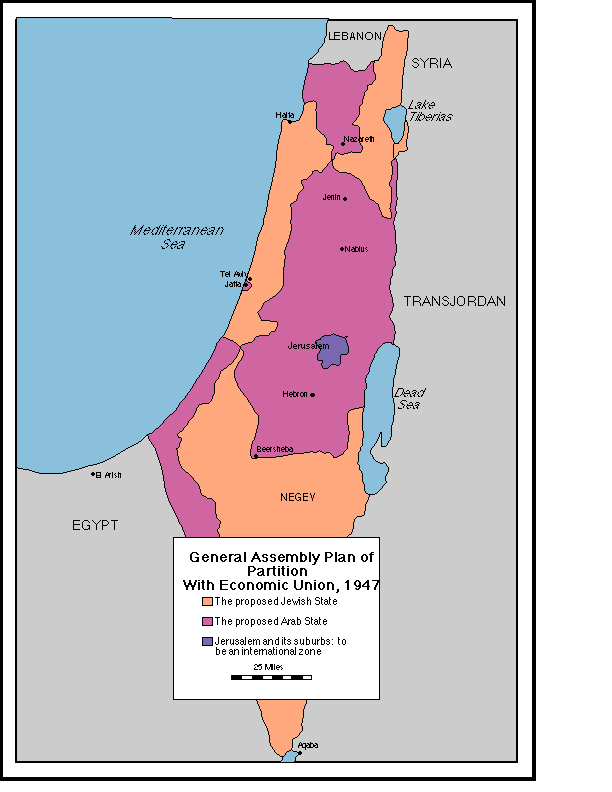 LEBANON
SYRIA
Lake
Tiberias
Haifa
Nazareth
Jenin
Mediterranean
Sea
Nablus
Tel Aviv
Jaffa
TRANSJORDAN
Jerusalem
Hebron
Dead
Sea
Beersheba
El Arish
NEGEV
EGYPT
General Assembly Plan of
Partition
With Economic Union, 1947
The proposed Jewish State
The proposed Arab State
Jerusalem and its suburbs: to
be an international zone
25 Miles
Aqaba